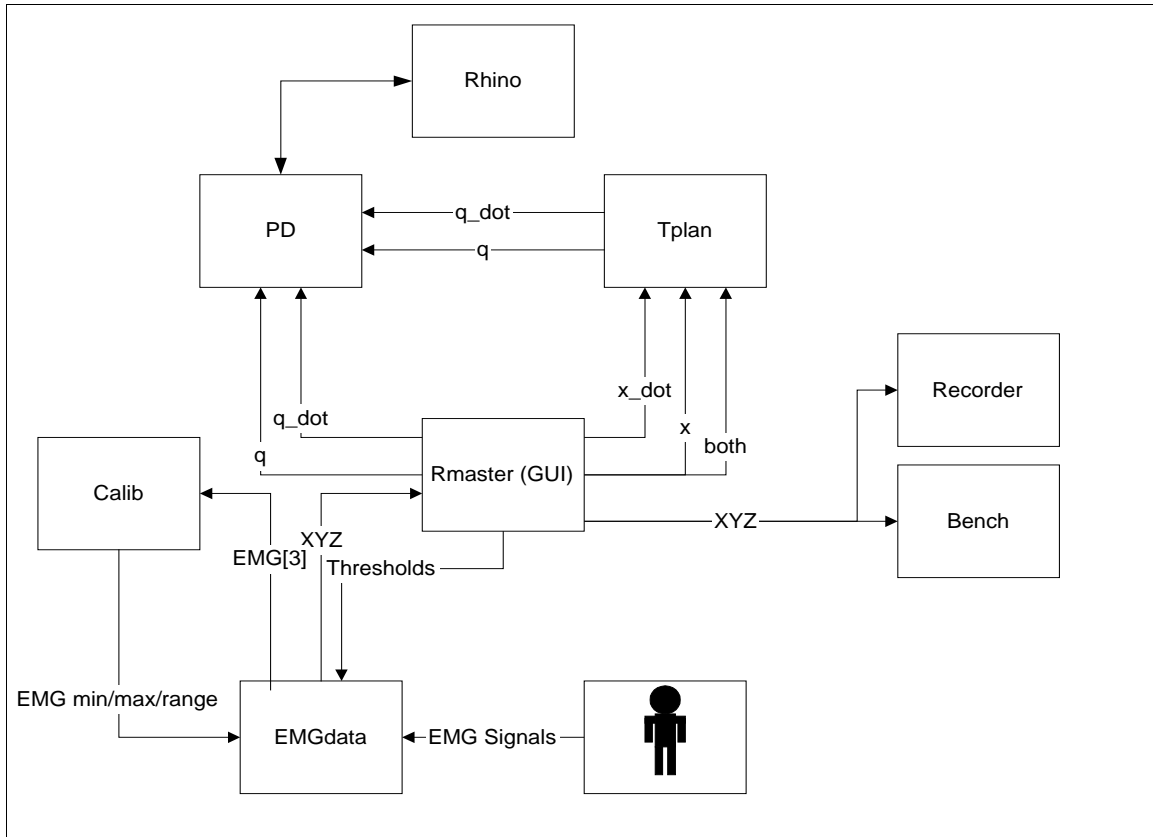 Rhino
PD
q_dot
q
Tplan
x_dot
x
both
q_dot
q
Rmaster (GUI)
Recorder
Calib
XYZ
Bench
EMG[3]
XYZ
Thresholds
EMG min/max/range
EMGdata
EMG Signals